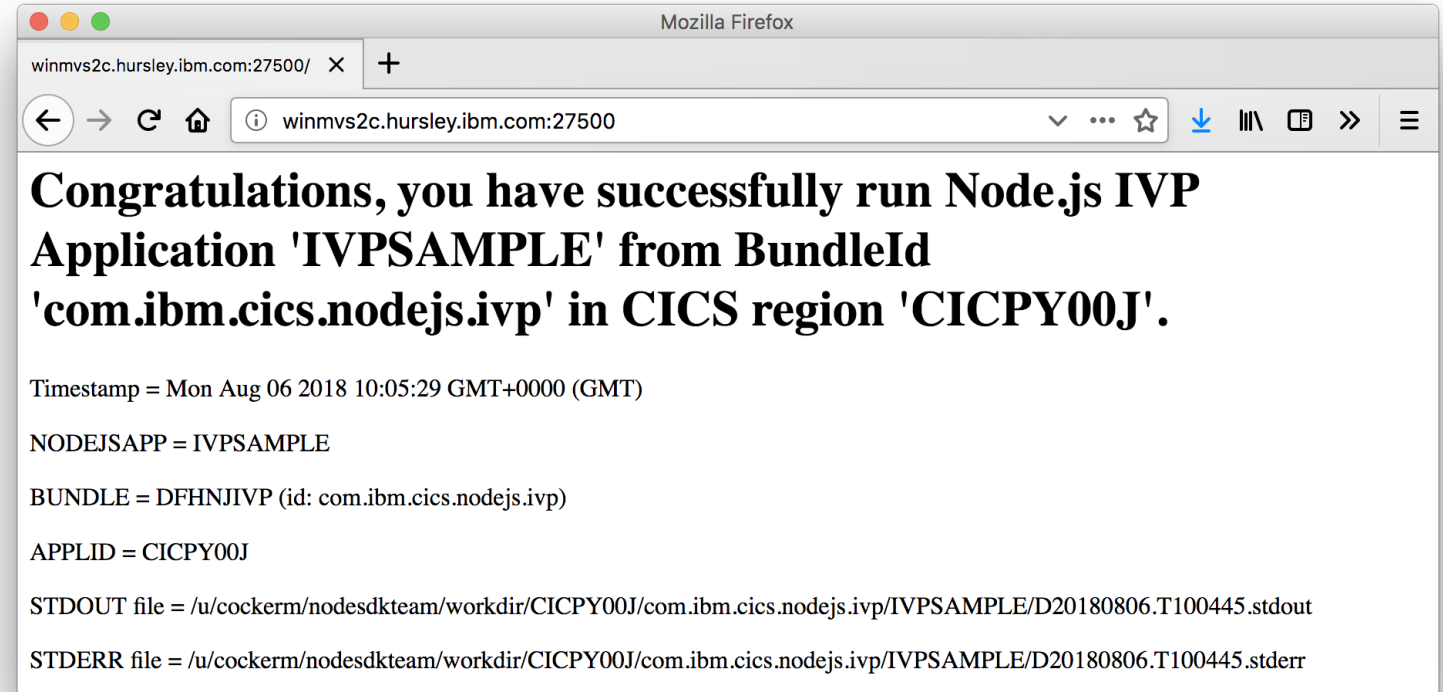 Mozilla Firefox
winmvs2c.hursley.ibm.com:27500/
winmvs2c.hursley.ibm.com:27500
Congratulations, you have successfully run Node.js IVP
Application 'IVPSAMPLE' from BundleId
'com.ibm.cics.nodejs.ivp' in CICS region 'CICPY00J'.
Timestamp = Mon Aug 06 2018 10:05:29 GMT+0000 (GMT)
NODEJSAPP = IVPSAMPLE
BUNDLE = DFHNJIVP (id: com.ibm.cics.nodejs.ivp)
APPLID = CICPY00J
STDOUT file = /u/cockerm/nodesdkteam/workdir/CICPY00J/com.ibm.cics.nodejs.ivp/IVPSAMPLE/D20180806.T100445.stdout
STDERR file = /u/cockerm/nodesdkteam/workdir/CICPY00J/com.ibm.cics.nodejs.ivp/IVPSAMPLE/D20180806.T100445.stderr